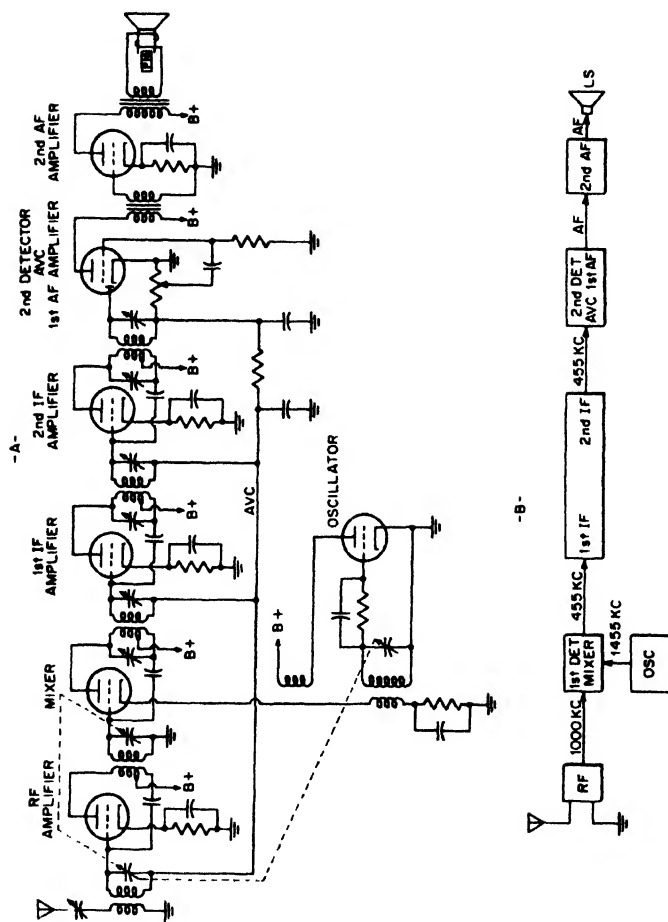 -A-
RF
AMPLIFIER
MIXER
1st IF
AMPLIFIER
2nd IF
AMPLIFIER
2nd DETECTOR
AVC
1st AF AMPLIFIER
2nd AF
AMPLIFIER
B+
B+
B+
B+
B+
B+
AVC
B+
OSCILLATOR
-B-
RF
1000 KC
1st DET
MIXER
455 KC
1st IF
2nd IF
455 KC
2nd DET
AVC 1st AF
AF
2nd AF
AF
LS
1455 KC
OSC